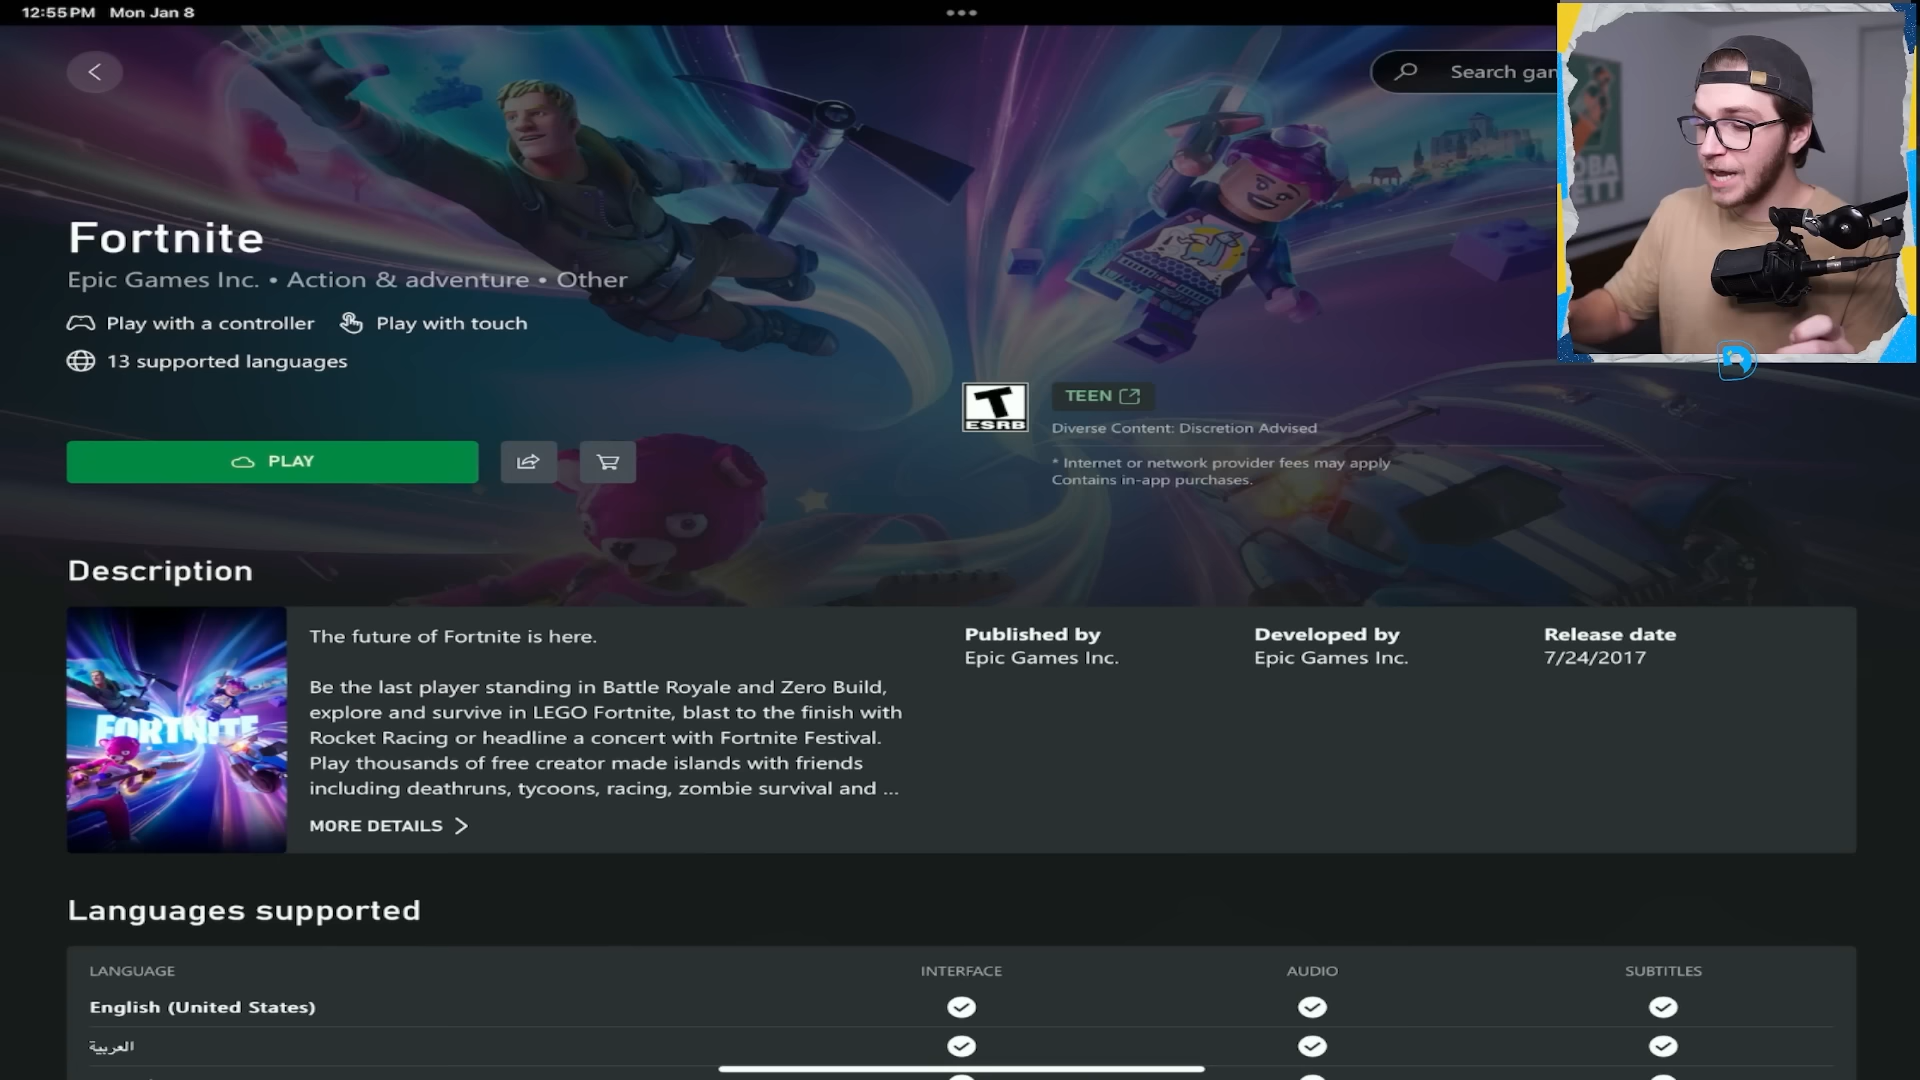 12:55 PM Mon Jan 8
Search gam
Fortnite
Epic Games Inc. • Action & adventure • Other
Play with a controller
Play with touch
13 supported languages
T
ESRB
TEEN
Diverse Content: Discretion Advised
* Internet or network provider fees may apply
Contains in-app purchases.
PLAY
Description
FORTNITE
The future of Fortnite is here.
Be the last player standing in Battle Royale and Zero Build,
explore and survive in LEGO Fortnite, blast to the finish with
Rocket Racing or headline a concert with Fortnite Festival.
Play thousands of free creator made islands with friends
including deathruns, tycoons, racing, zombie survival and ...
MORE DETAILS
Published by
Epic Games Inc.
Developed by
Epic Games Inc.
Release date
7/24/2017
Languages supported
LANGUAGE INTERFACE AUDIO SUBTITLES
English (United States)
العربية